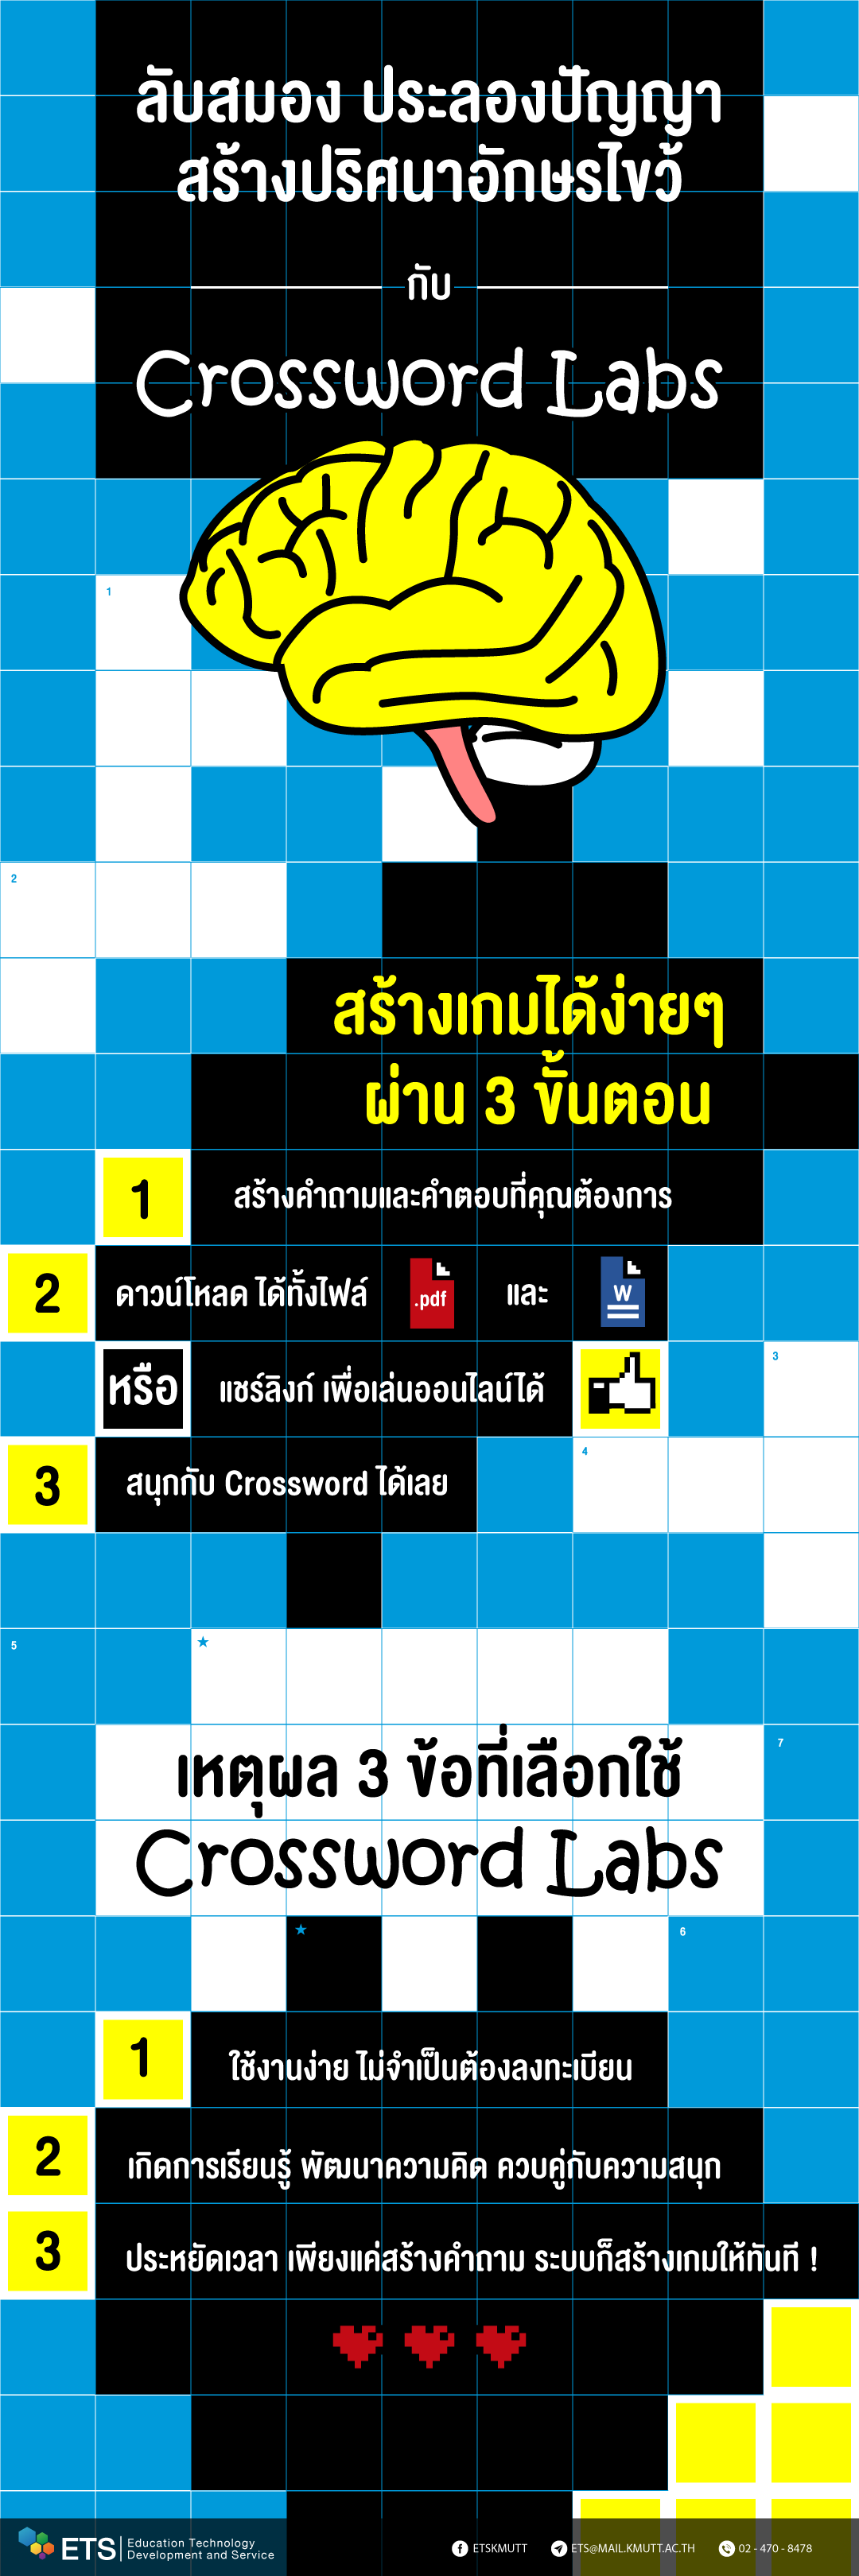 ลับสมอง ประลองปัญญา
สร้างปริศนาอักษรไขว้
กับ
Crossword Labs
1
2
สร้างเกมได้ง่ายๆ
ผ่าน 3 ขั้นตอน
1 สร้างคำถามและคำตอบที่คุณต้องการ
2 ดาวน์โหลด ได้ทั้งไฟล์ .pdf และ W
หรือ แชร์ลิงก์ เพื่อเล่นออนไลน์ได้
3
3 สนุกกับ Crossword ได้เลย
4
5
เหตุผล 3 ข้อที่เลือกใช้
7
Crossword Labs
6
1 ใช้งานง่าย ไม่จำเป็นต้องลงทะเบียน
2 เกิดการเรียนรู้ พัฒนาความคิด ควบคู่กับความสนุก
3 ประหยัดเวลา เพียงแค่สร้างคำถาม ระบบก็สร้างเกมให้ทันที !
ETS Education Technology
Development and Service
ETSKMUTT
ETS@MAIL.KMUTT.AC.TH
02 - 470 - 8478